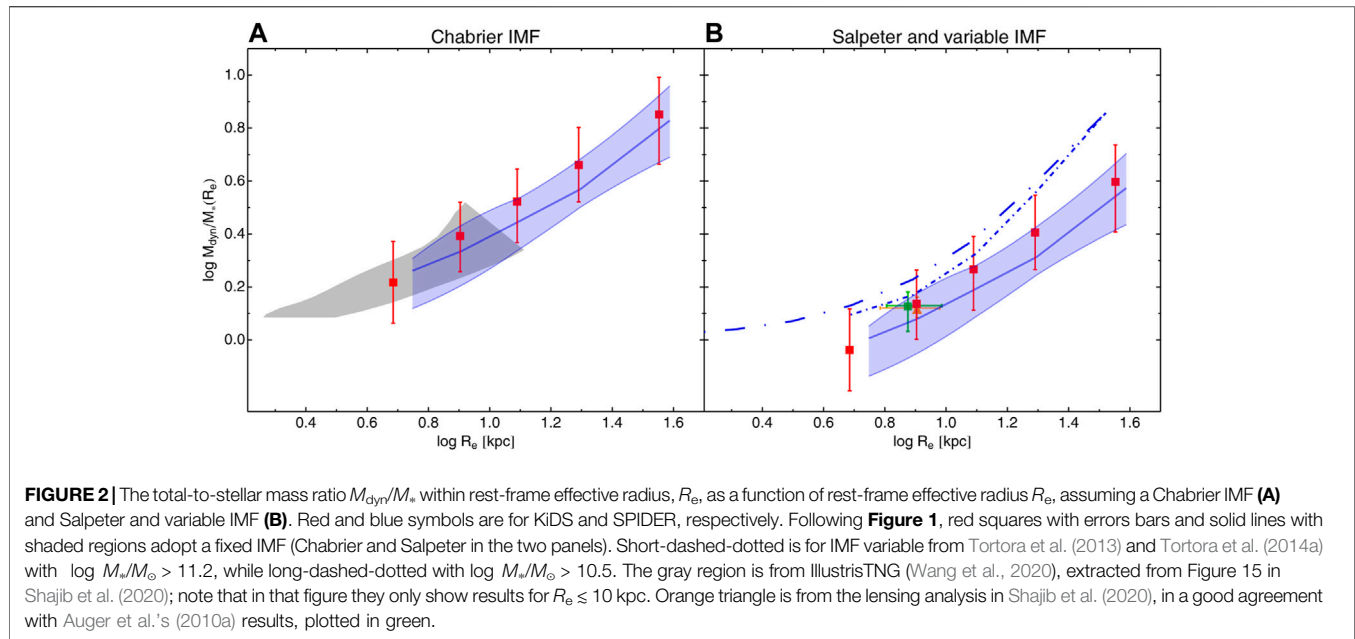 A
Chabrier IMF
B
Salpeter and variable IMF
1.0
0.8
0.6
0.4
0.2
0.0
log Mdyn/M*(Re)
0.4 0.6 0.8 1.0 1.2 1.4 1.6
log Re [kpc]
0.4 0.6 0.8 1.0 1.2 1.4 1.6
log Re [kpc]
FIGURE 2 | The total-to-stellar mass ratio Mdyn/M* within rest-frame effective radius, Re, as a function of rest-frame effective radius Re, assuming a Chabrier IMF (A)
and Salpeter and variable IMF (B). Red and blue symbols are for KiDS and SPIDER, respectively. Following Figure 1, red squares with errors bars and solid lines with
shaded regions adopt a fixed IMF (Chabrier and Salpeter in the two panels). Short-dashed-dotted is for IMF variable from Tortora et al. (2013) and Tortora et al. (2014a)
with log M*/M⊙ > 11.2, while long-dashed-dotted with log M*/M⊙ > 10.5. The gray region is from IllustrisTNG (Wang et al., 2020), extracted from Figure 15 in
Shajib et al. (2020); note that in that figure they only show results for Re ≲ 10 kpc. Orange triangle is from the lensing analysis in Shajib et al. (2020), in a good agreement
with Auger et al.'s (2010a) results, plotted in green.